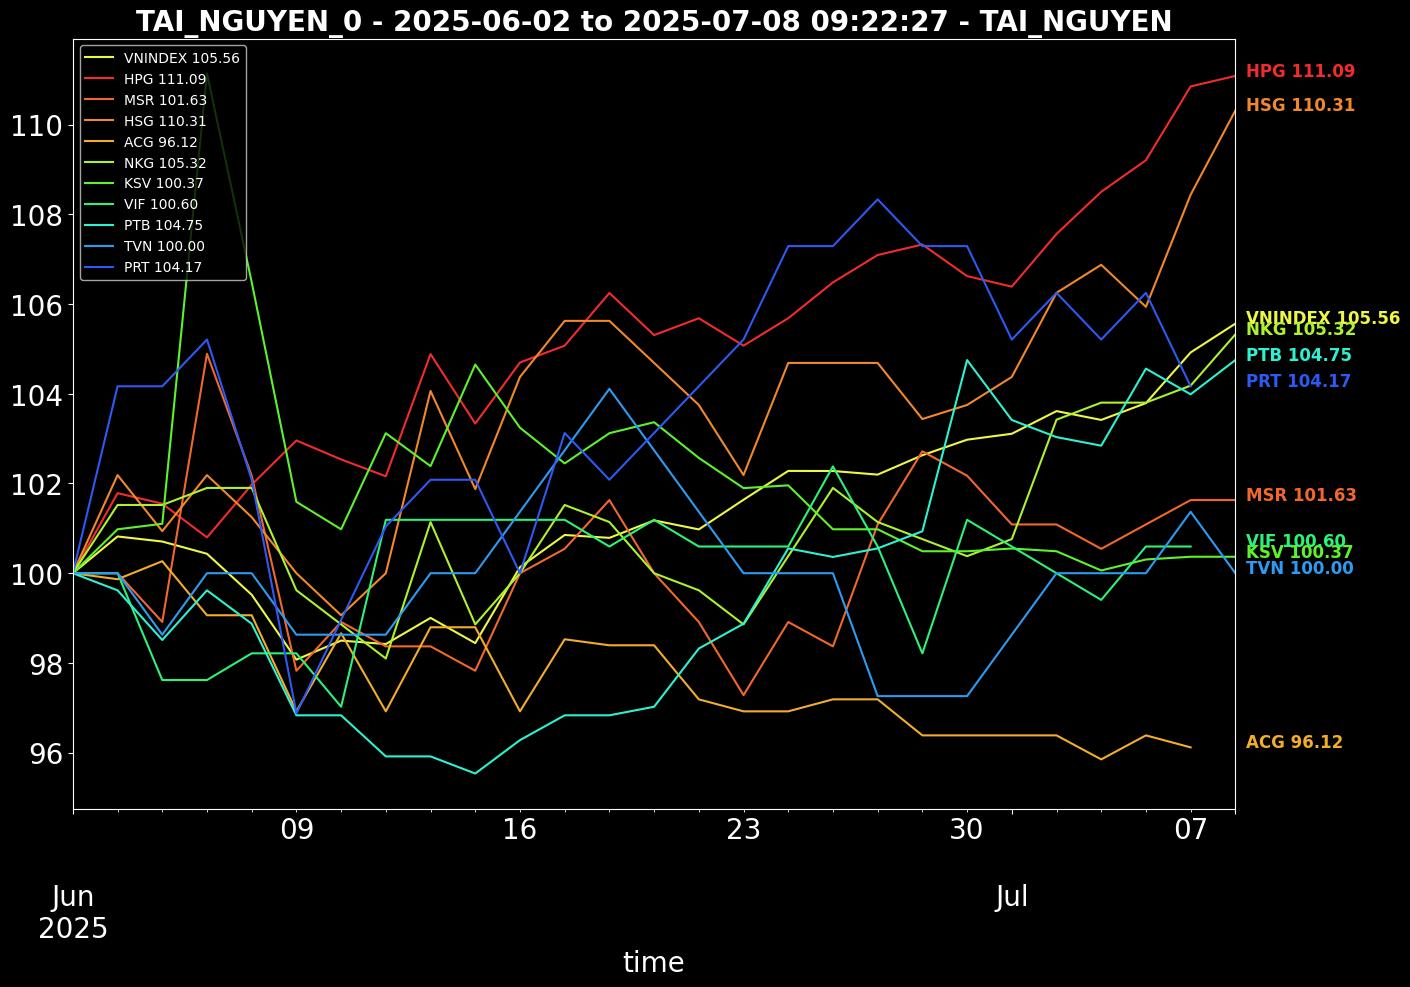 TAI_NGUYEN_0 - 2025-06-02 to 2025-07-08 09:22:27 - TAI_NGUYEN
VNINDEX 105.56
HPG 111.09
MSR 101.63
HSG 110.31
ACG 96.12
NKG 105.32
KSV 100.37
VIF 100.60
PTB 104.75
TVN 100.00
PRT 104.17
110
108
106
104
102
100
98
96
HPG 111.09
HSG 110.31
VNINDEX 105.56
NKG 105.32
PTB 104.75
PRT 104.17
MSR 101.63
VIF 100.60
KSV 100.37
TVN 100.00
ACG 96.12
09 16 23 30 07
Jun Jul
2025
time